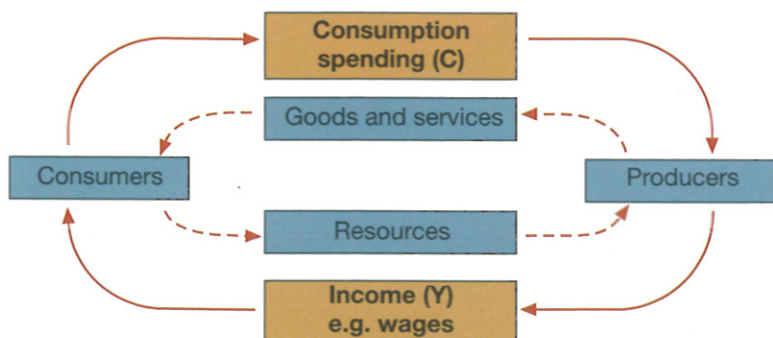 Consumption
spending (C)
Goods and services
Consumers
Producers
Resources
Income (Y)
e.g. wages